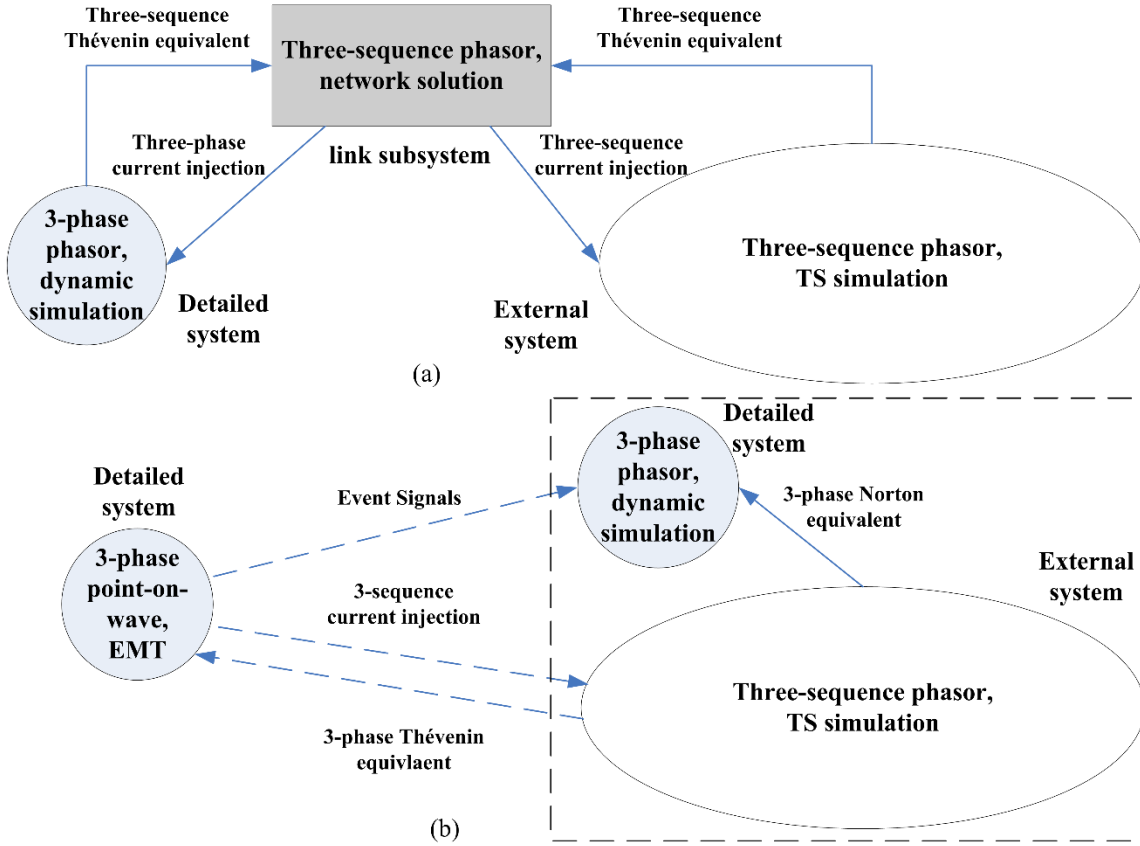 Three-sequence
Thévenin equivalent
Three-sequence phasor,
network solution
Three-sequence
Thévenin equivalent
Three-phase
current injection
link subsystem
Three-sequence
current injection
3-phase
phasor,
dynamic
simulation
Detailed
system
External
system
Three-sequence phasor,
TS simulation
(a)
Detailed
system
3-phase
point-on-
wave,
EMT
Event Signals
3-sequence
current injection
3-phase Thévenin
equivlaent
Detailed
system
3-phase
phasor,
dynamic
simulation
3-phase Norton
equivalent
External
system
Three-sequence phasor,
TS simulation
(b)